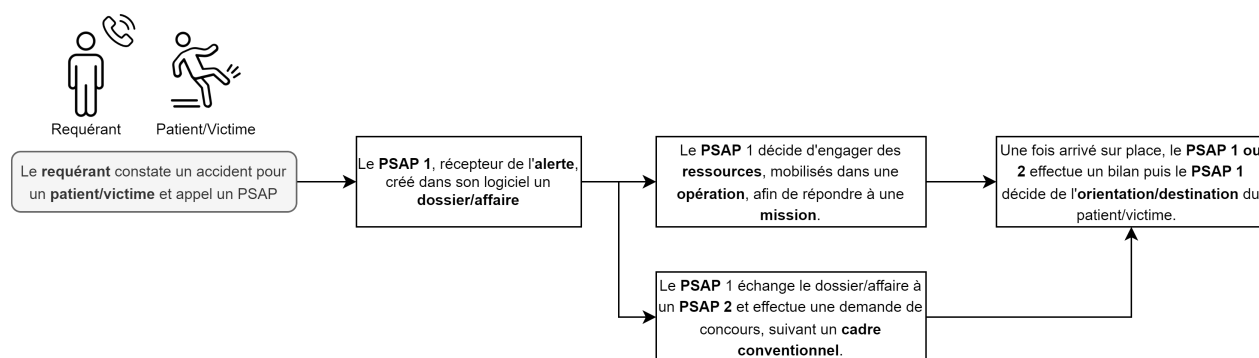 Requérant
Patient/Victime
Le requérant constate un accident pour
un patient/victime et appel un PSAP
Le PSAP 1, récepteur de l'alerte,
créé dans son logiciel un
dossier/affaire
Le PSAP 1 décide d'engager des
ressources, mobilisés dans une
opération, afin de répondre à une
mission.
Le PSAP 1 échange le dossier/affaire à
un PSAP 2 et effectue une demande de
concours, suivant un cadre
conventionnel.
Une fois arrivé sur place, le PSAP 1 ou
2 effectue un bilan puis le PSAP 1
décide de l'orientation/destination du
patient/victime.